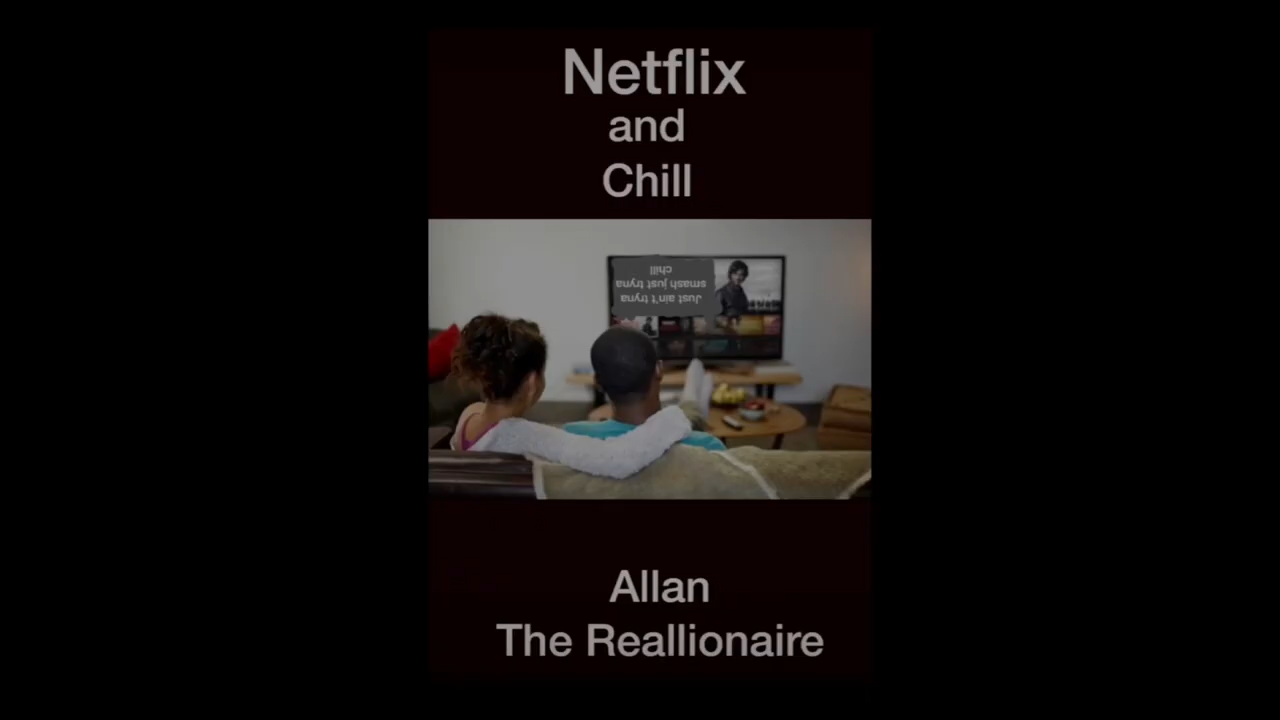 Netflix
and
Chill
Just ain't tryna
smash just tryna
chill
Allan
The Reallionaire